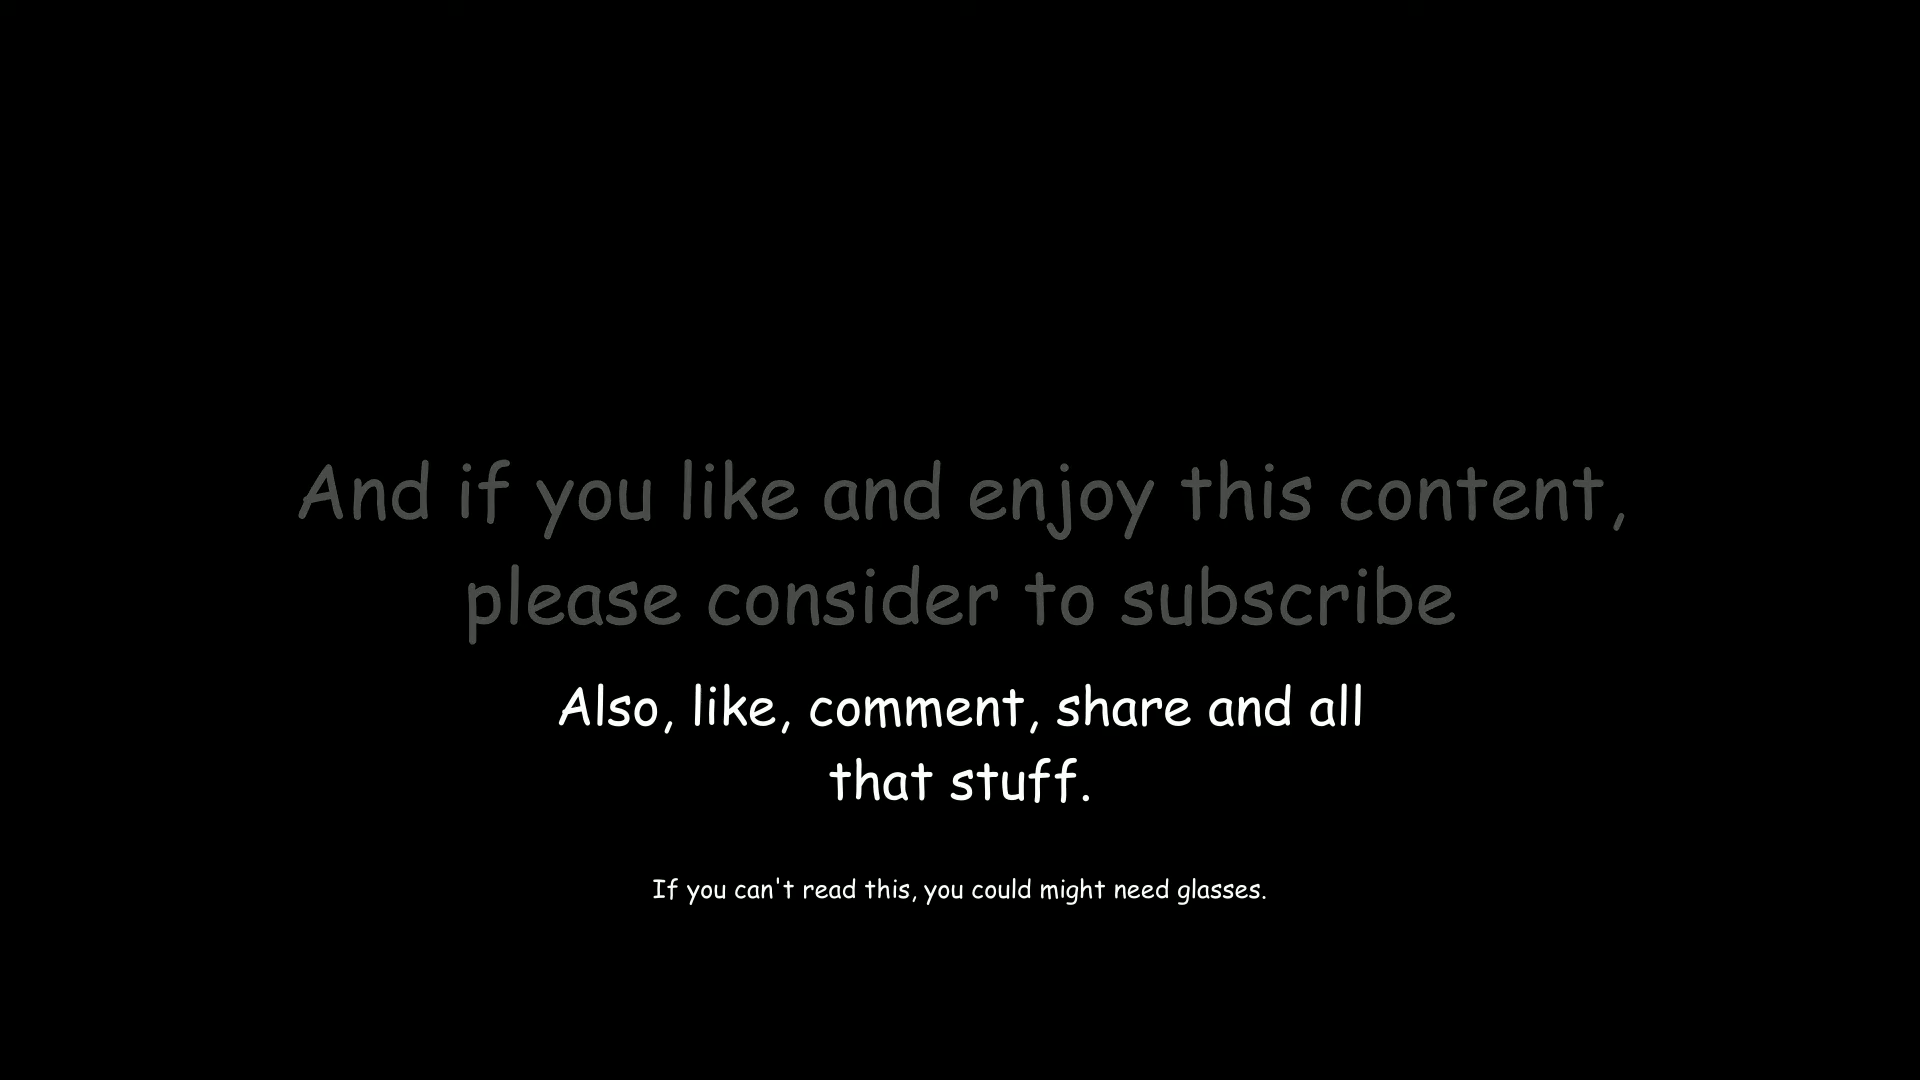 And if you like and enjoy this content,
please consider to subscribe
Also, like, comment, share and all
that stuff.
If you can't read this, you could might need glasses.